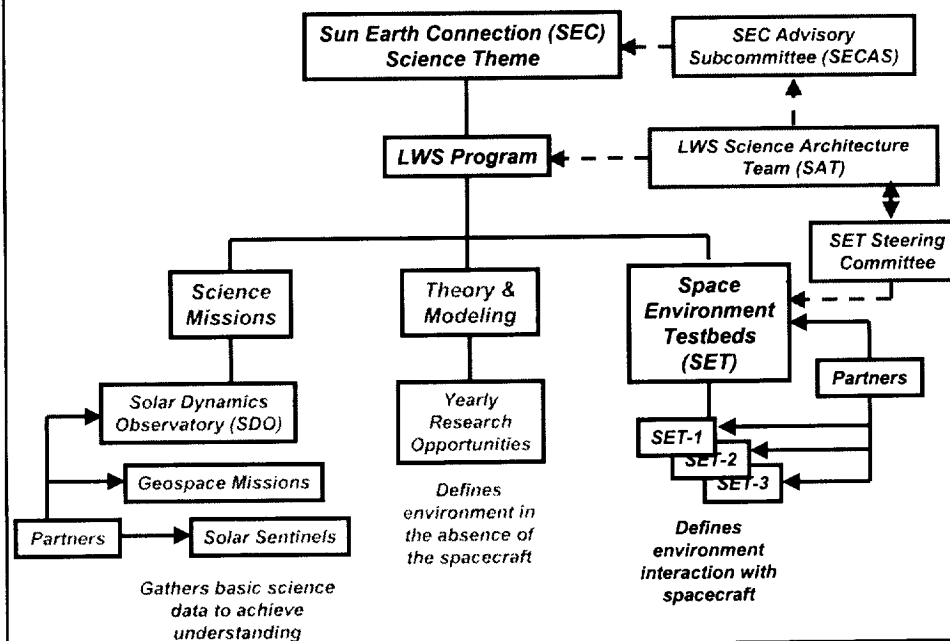 Sun Earth Connection (SEC)
Science Theme
SEC Advisory
Subcommittee (SECAS)
LWS Program
LWS Science Architecture
Team (SAT)
SET Steering
Committee
Science
Missions
Theory &
Modeling
Space
Environment
Testbeds
(SET)
Partners
Solar Dynamics
Observatory (SDO)
Yearly
Research
Opportunities
SET-1
SET-2
SET-3
Geospace Missions
Partners
Solar Sentinels
Defines
environment in
the absence of
the spacecraft
Defines
environment
interaction with
spacecraft
Gathers basic science
data to achieve
understanding